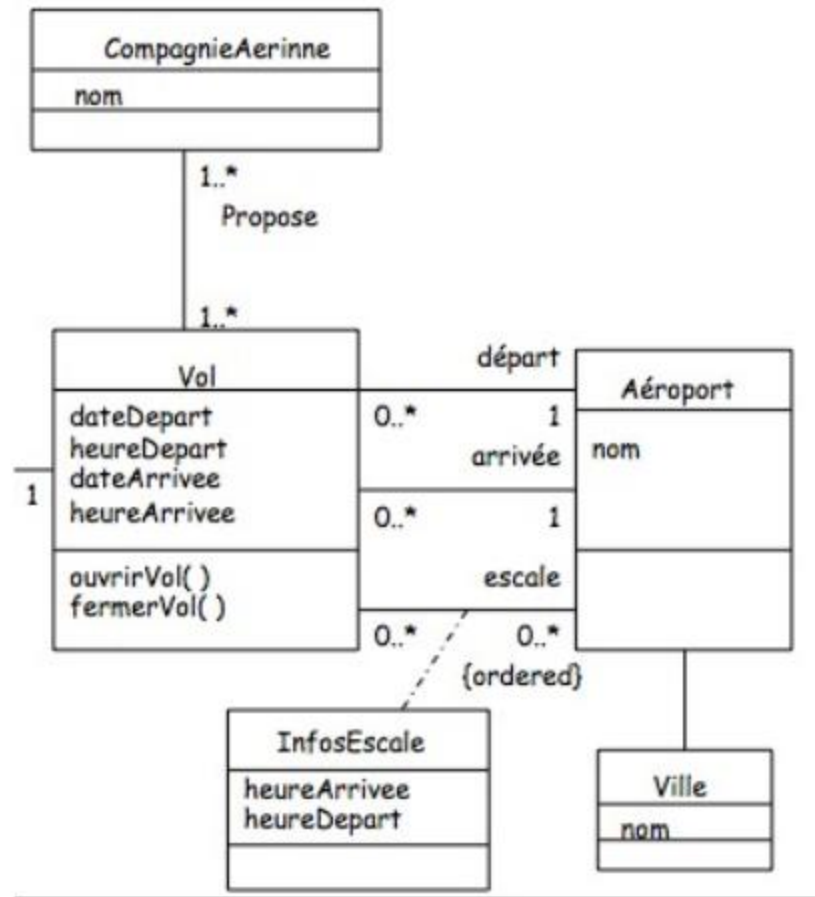 CompagnieAerinne
nom
1..*
Propose
1..*
Vol
dateDepart
heureDepart
dateArrivee
heureArrivee
ouvrirVol( )
fermerVol( )
1
départ
0..* 1
arrivée
0..* 1
escale
0..* 0..*
{ordered}
Aéroport
nom
InfosEscale
heureArrivee
heureDepart
Ville
nom